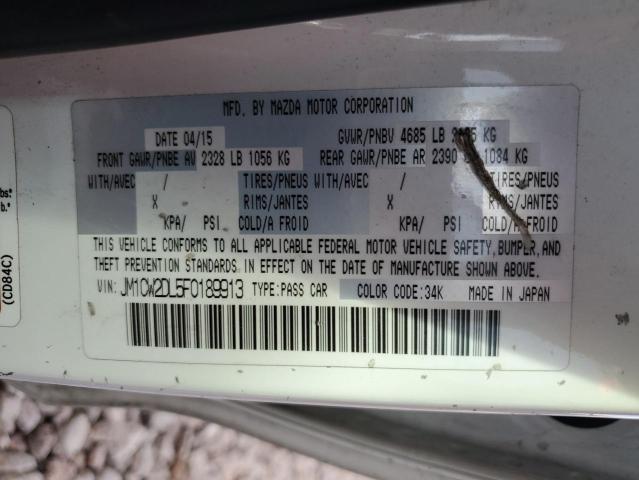 MFD. BY MAZDA MOTOR CORPORATION
DATE 04/15 GVWR/PNBV 4685 LB KG
FRONT GAWR/PNBE AV 2328 LB 1056 KG REAR GAWR/PNBE AR 2390 1084 KG
WITH/AVEC / TIRES/PNEUS WITH/AVEC / TIRES/PNEUS
X RIMS/JANTES X RIMS/JANTES
KPA/ PSI COLD/A FROID KPA/ PSI COLD/A FROID
THIS VEHICLE CONFORMS TO ALL APPLICABLE FEDERAL MOTOR VEHICLE SAFETY, BUMPER, AND
THEFT PREVENTION STANDARDS IN EFFECT ON THE DATE OF MANUFACTURE SHOWN ABOVE.
VIN: JM1CW2DL5F0189913 TYPE:PASS CAR COLOR CODE:34K MADE IN JAPAN
lbs.
(CD84C)